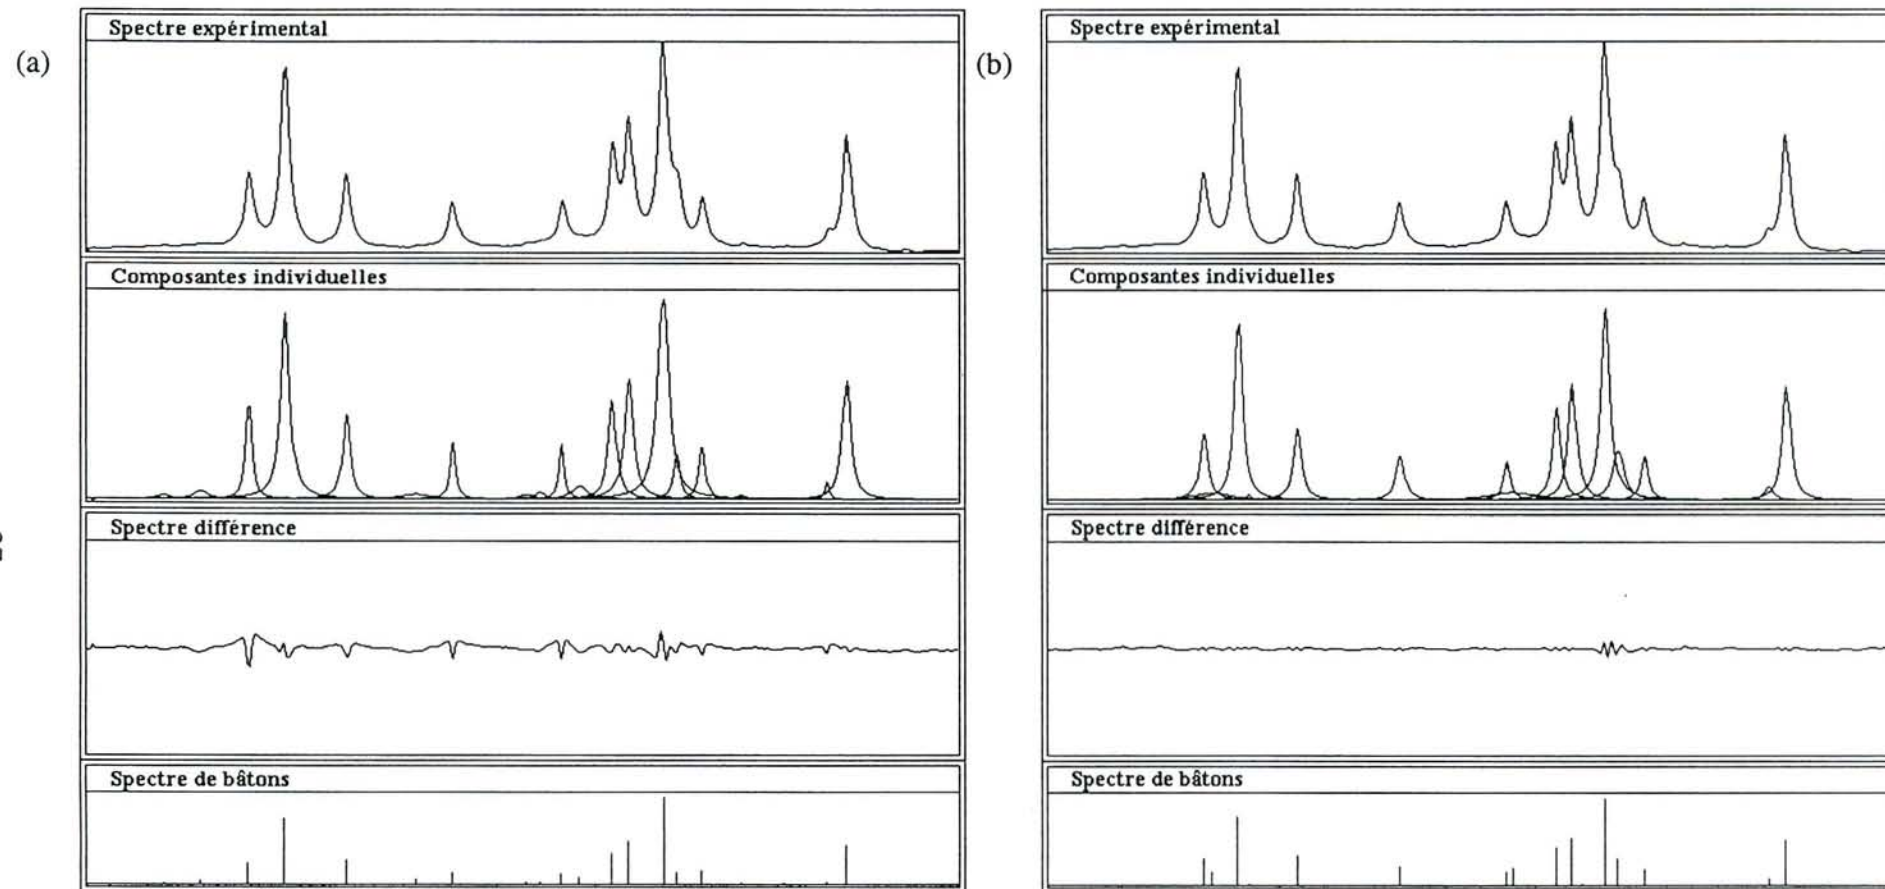 (a)
Spectre expérimental
Composantes individuelles
Spectre différence
Spectre de bâtons
(b)
Spectre expérimental
Composantes individuelles
Spectre différence
Spectre de bâtons